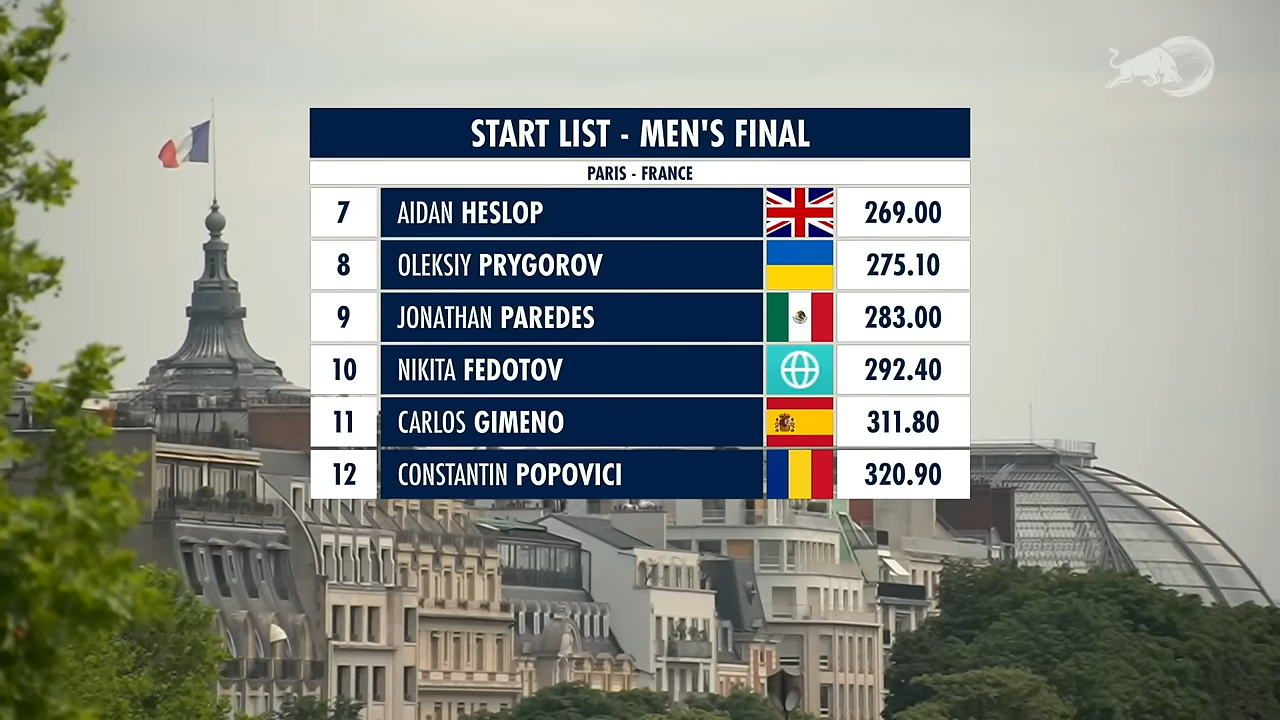 START LIST - MEN'S FINAL
PARIS - FRANCE
7 AIDAN HESLOP 269.00
8 OLEKSIY PRYGOROV 275.10
9 JONATHAN PAREDES 283.00
10 NIKITA FEDOTOV 292.40
11 CARLOS GIMENO 311.80
12 CONSTANTIN POPOVICI 320.90